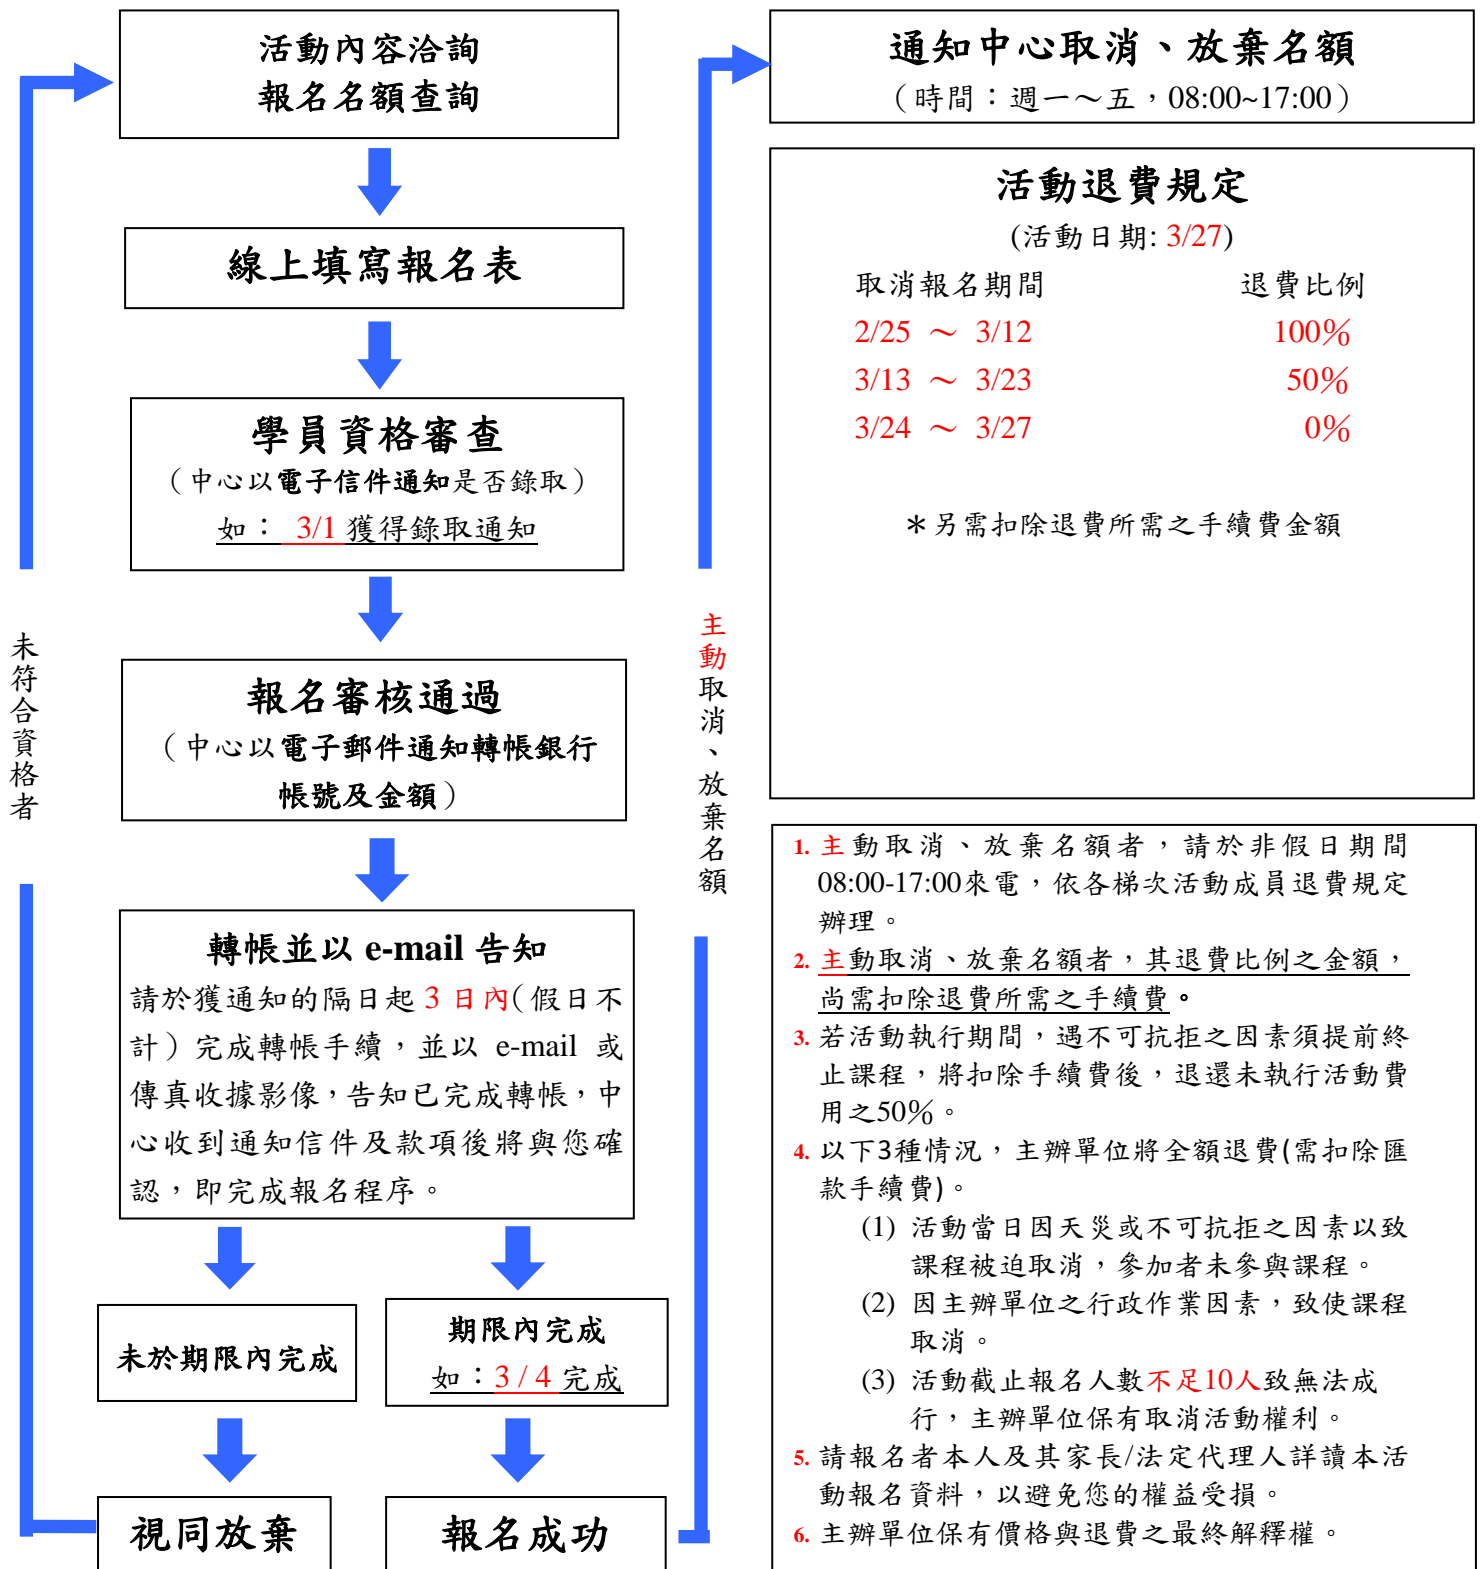 活動內容洽詢
報名名額查詢
線上填寫報名表
學員資格審查
（中心以電子信件通知是否錄取）
如： 3/1 獲得錄取通知
報名審核通過
（中心以電子郵件通知轉帳銀行
帳號及金額）
轉帳並以 e-mail 告知
請於獲通知的隔日起 3 日內（假日不
計）完成轉帳手續，並以 e-mail 或
傳真收據影像，告知已完成轉帳，中
心收到通知信件及款項後將與您確
認，即完成報名程序。
未於期限內完成
期限內完成
如：3 / 4 完成
視同放棄
報名成功
未符合資格者
主動取消、放棄名額
通知中心取消、放棄名額
（時間：週一～五，08:00~17:00）
活動退費規定
(活動日期: 3/27)
取消報名期間 退費比例
2/25 ～ 3/12 100%
3/13 ～ 3/23 50%
3/24 ～ 3/27 0%
＊另需扣除退費所需之手續費金額
1. 主動取消、放棄名額者，請於非假日期間
08:00-17:00來電，依各梯次活動成員退費規定
辦理。
2. 主動取消、放棄名額者，其退費比例之金額，
尚需扣除退費所需之手續費。
3. 若活動執行期間，遇不可抗拒之因素須提前終
止課程，將扣除手續費後，退還未執行活動費
用之50%。
4. 以下3種情況，主辦單位將全額退費(需扣除匯
款手續費)。
(1) 活動當日因天災或不可抗拒之因素以致
課程被迫取消，參加者未參與課程。
(2) 因主辦單位之行政作業因素，致使課程
取消。
(3) 活動截止報名人數不足10人致無法成
行，主辦單位保有取消活動權利。
5. 請報名者本人及其家長/法定代理人詳讀本活
動報名資料，以避免您的權益受損。
6. 主辦單位保有價格與退費之最終解釋權。